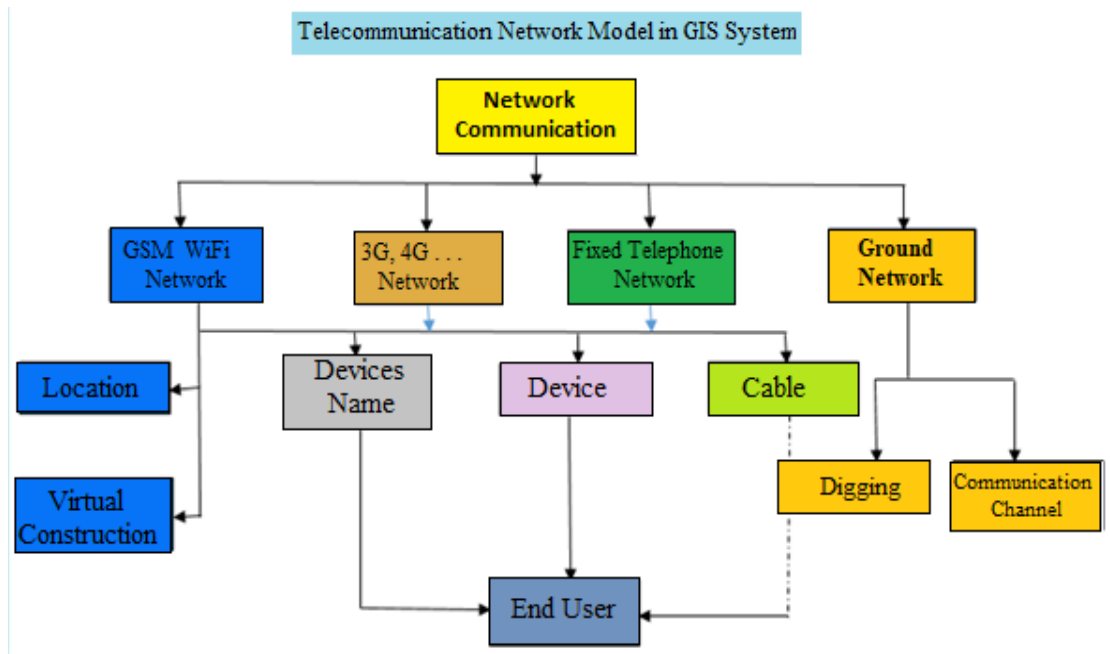 Telecommunication Network Model in GIS System
Network
Communication
GSM WiFi
Network
3G, 4G . . .
Network
Fixed Telephone
Network
Ground
Network
Location
Devices
Name
Device
Cable
Virtual
Construction
Digging
Communication
Channel
End User